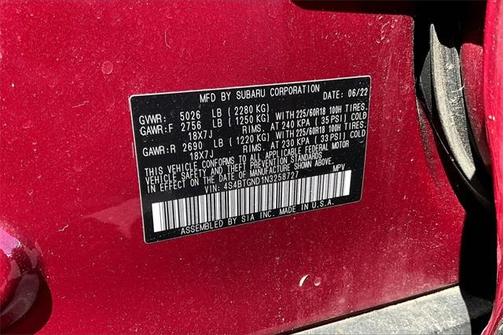 MFD BY SUBARU CORPORATION DATE: 06/22
GVWR: 5026 LB (2280 KG)
GAWR:F 2756 LB (1250 KG) WITH 225/60R18 100H TIRES.
18X7J RIMS. AT 240 KPA (35 PSI) COLD
GAWR:R 2690 LB (1220 KG) WITH 225/60R18 100H TIRES.
18X7J RIMS. AT 230 KPA (33 PSI) COLD
THIS VEHICLE CONFORMS TO ALL APPLICABLE U.S. FEDERAL
MOTOR VEHICLE SAFETY AND THEFT PREVENTION STANDARDS
IN EFFECT ON THE DATE OF MANUFACTURE SHOWN ABOVE.
VIN: 4S4BTGND1N3258727 MPV
ASSEMBLED BY SIA INC. MADE IN U.S.A.